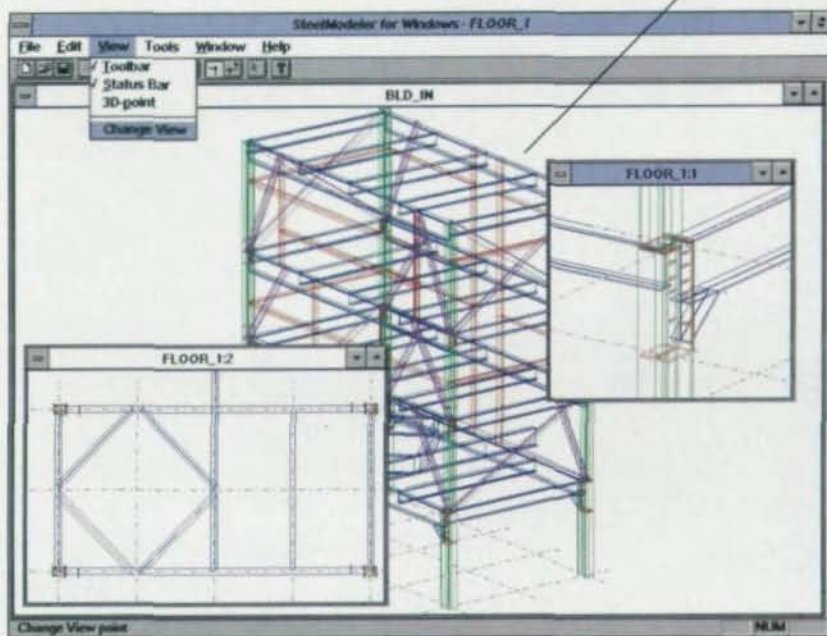 SteelModeler for Windows - FLOOR_1
File Edit View Tools Window Help
Toolbar
Status Bar
3D-point
Change View
BLD_IN
FLOOR_1:1
FLOOR_1:2
Change View point
NUM